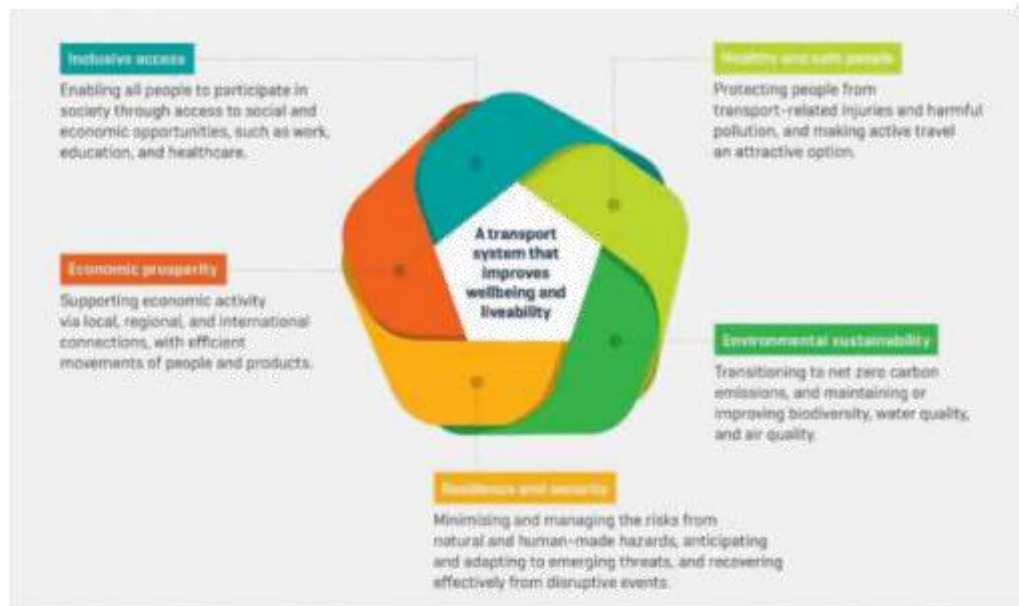 Inclusive access
Enabling all people to participate in
society through access to social and
economic opportunities, such as work,
education, and healthcare.
Healthy and safe people
Protecting people from
transport-related injuries and harmful
pollution, and making active travel
an attractive option.
A transport
system that
improves
wellbeing and
liveability
Economic prosperity
Supporting economic activity
via local, regional, and international
connections, with efficient
movements of people and products.
Environmental sustainability
Transitioning to net zero carbon
emissions, and maintaining or
improving biodiversity, water quality,
and air quality.
Resilience and security
Minimising and managing the risks from
natural and human-made hazards, anticipating
and adapting to emerging threats, and recovering
effectively from disruptive events.